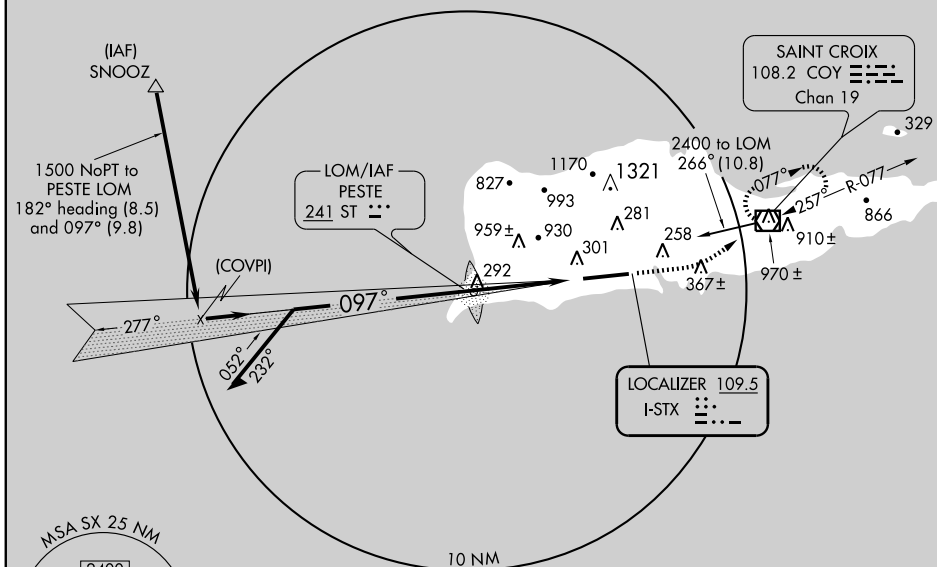 (IAF)
SNOOZ
1500 NoPT to
PESTE LOM
182° heading (8.5)
and 097° (9.8)
(COVPI)
LOM/IAF
PESTE
241 ST
SAINT CROIX
108.2 COY
Chan 19
2400 to LOM
266° (10.8)
077°
257
R-077
329
866
910±
970±
1170
1321
827
993
959±
930
281
301
258
292
367±
097°
277°
052°
232°
LOCALIZER 109.5
I-STX
MSA SX 25 NM
10 NM